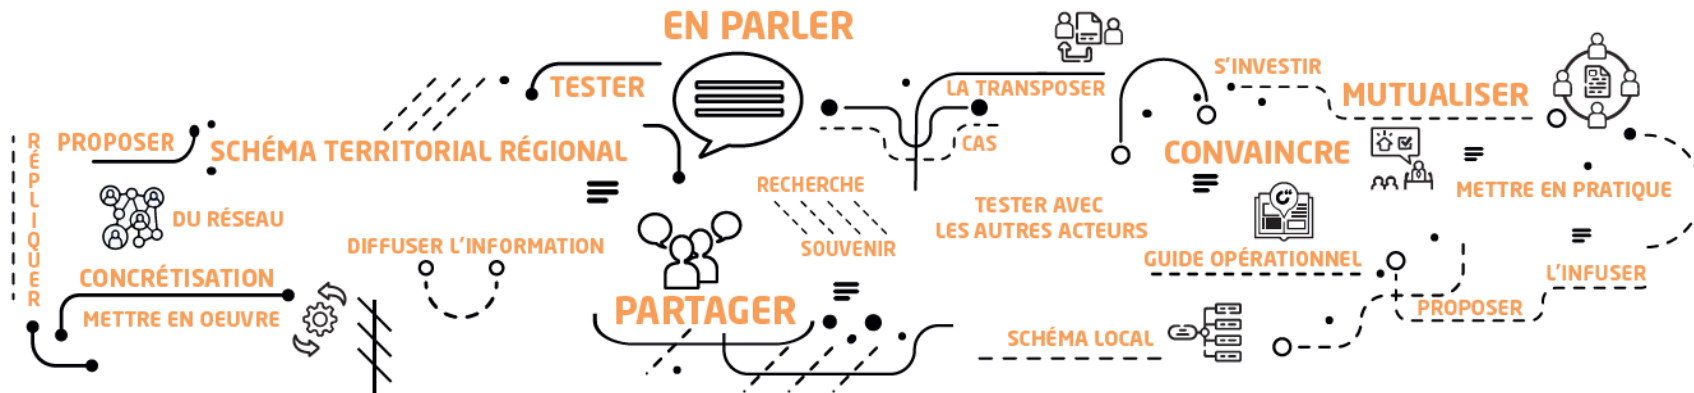 RÉPLIQUER
PROPOSER
DU RÉSEAU
CONCRÉTISATION
METTRE EN OEUVRE
SCHÉMA TERRITORIAL RÉGIONAL
DIFFUSER L'INFORMATION
TESTER
EN PARLER
PARTAGER
RECHERCHE
SOUVENIR
LA TRANSPOSER
CAS
TESTER AVEC
LES AUTRES ACTEURS
SCHÉMA LOCAL
S'INVESTIR
MUTUALISER
CONVAINCRE
METTRE EN PRATIQUE
GUIDE OPÉRATIONNEL
L'INFUSER
PROPOSER